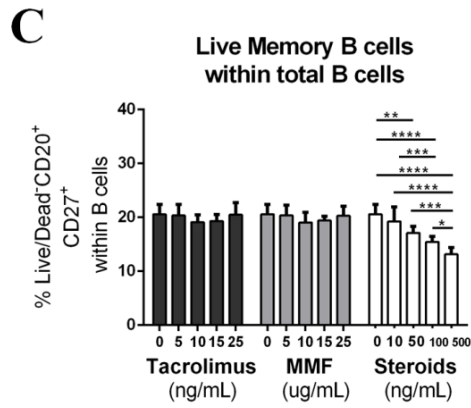 C
Live Memory B cells
within total B cells
% Live/Dead⁻CD20⁺
CD27⁺
within B cells
40
30
20
10
0
**
****
***
****
****
***
*
0 5 10 15 25 0 5 10 15 25 0 10 50 100 500
Tacrolimus MMF Steroids
(ng/mL) (ug/mL) (ng/mL)